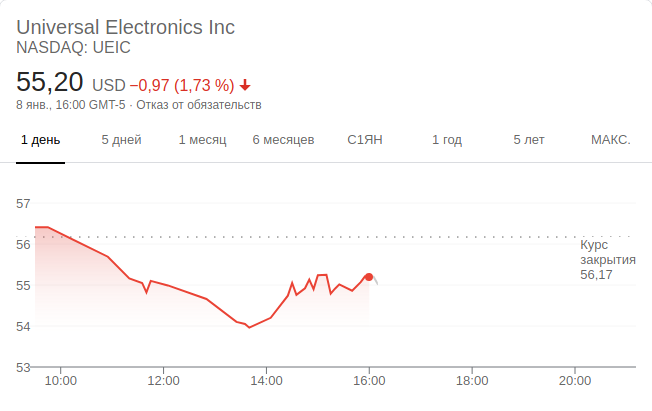 Universal Electronics Inc
NASDAQ: UEIC
55,20 USD −0,97 (1,73 %)
8 янв., 16:00 GMT-5 · Отказ от обязательств
1 день 5 дней 1 месяц 6 месяцев С1ЯН 1 год 5 лет МАКС.
57
56
55
54
53
Курс
закрытия
56,17
10:00 12:00 14:00 16:00 18:00 20:00